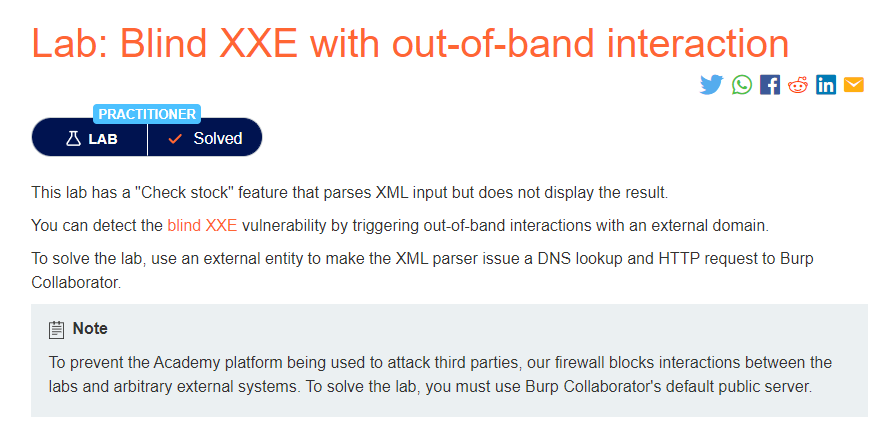 Lab: Blind XXE with out-of-band interaction
PRACTITIONER
LAB Solved
This lab has a "Check stock" feature that parses XML input but does not display the result.
You can detect the blind XXE vulnerability by triggering out-of-band interactions with an external domain.
To solve the lab, use an external entity to make the XML parser issue a DNS lookup and HTTP request to Burp
Collaborator.
Note
To prevent the Academy platform being used to attack third parties, our firewall blocks interactions between the
labs and arbitrary external systems. To solve the lab, you must use Burp Collaborator's default public server.